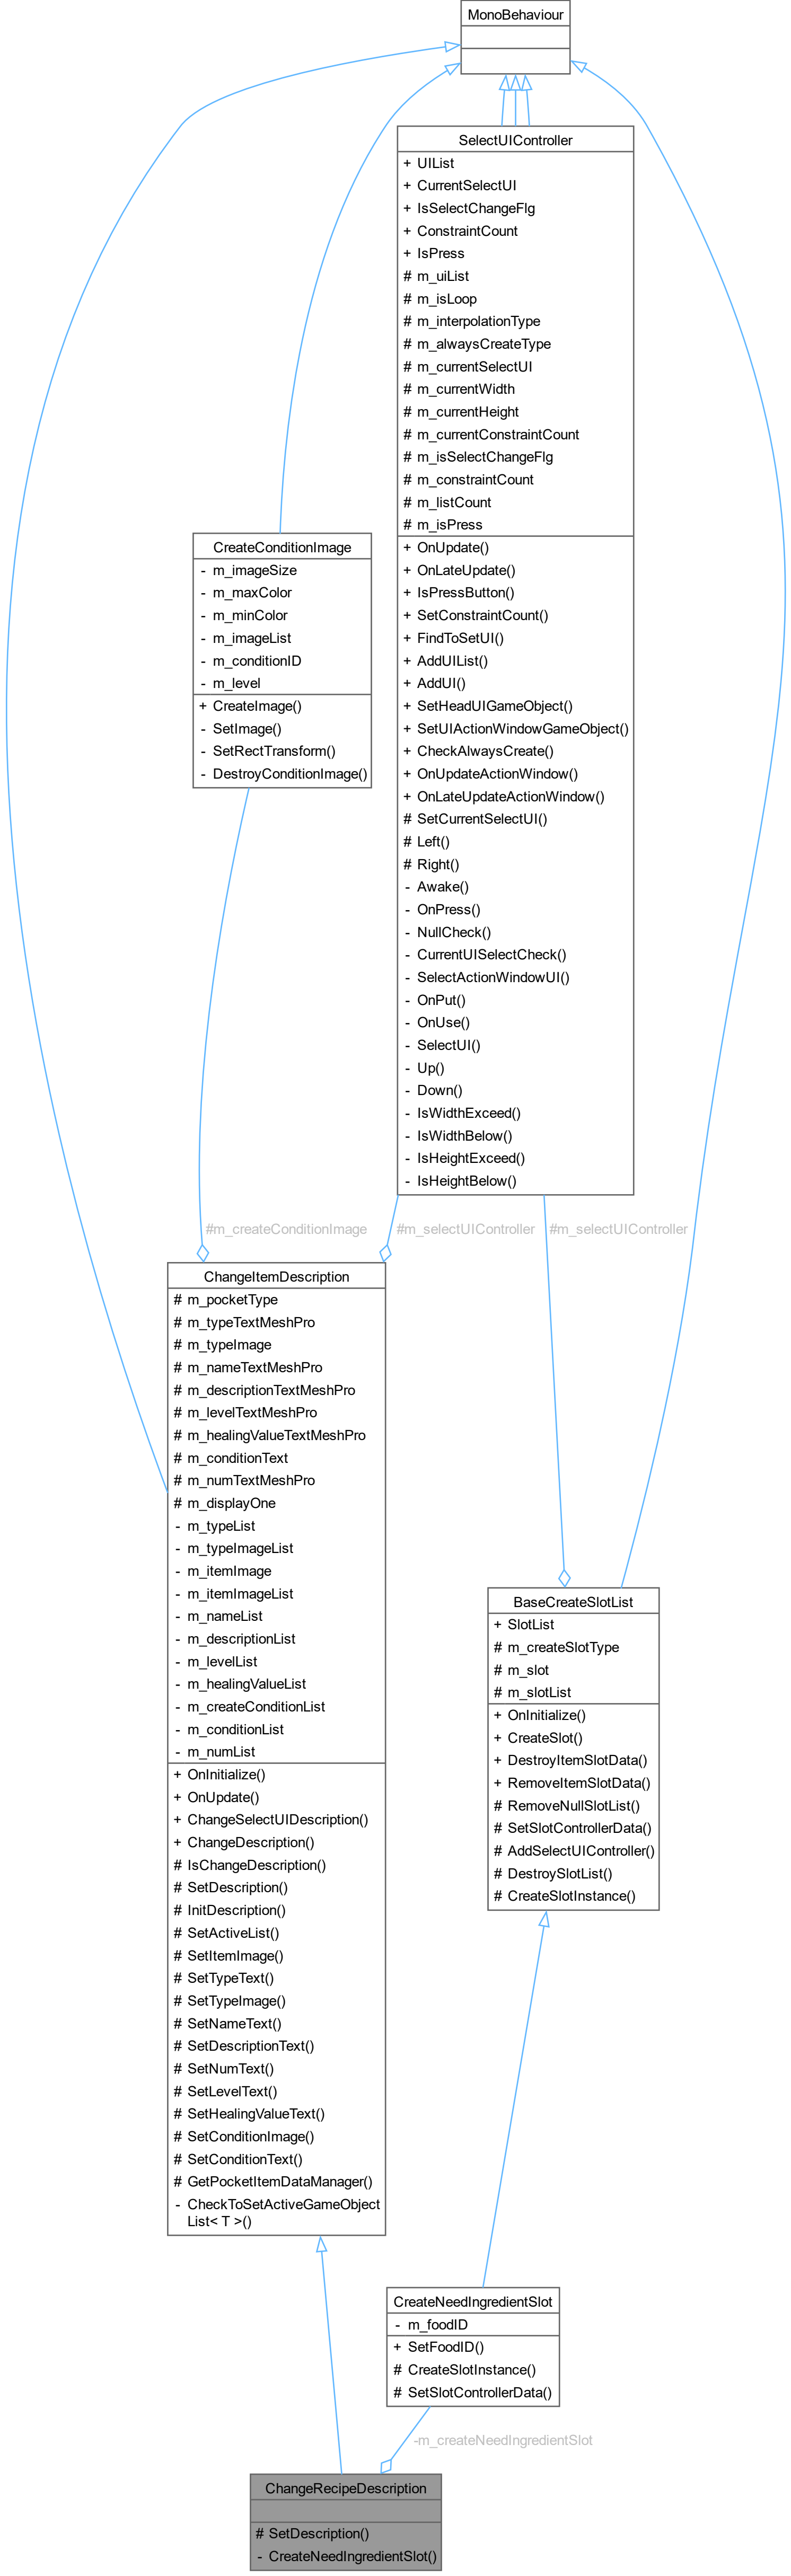 MonoBehaviour
SelectUIController
+ UIList
+ CurrentSelectUI
+ IsSelectChangeFlg
+ ConstraintCount
+ IsPress
# m_uiList
# m_isLoop
# m_interpolationType
# m_alwaysCreateType
# m_currentSelectUI
# m_currentWidth
# m_currentHeight
# m_currentConstraintCount
# m_isSelectChangeFlg
# m_constraintCount
# m_listCount
# m_isPress
+ OnUpdate()
+ OnLateUpdate()
+ IsPressButton()
+ SetConstraintCount()
+ FindToSetUI()
+ AddUIList()
+ AddUI()
+ SetHeadUIGameObject()
+ SetUIActionWindowGameObject()
+ CheckAlwaysCreate()
+ OnUpdateActionWindow()
+ OnLateUpdateActionWindow()
# SetCurrentSelectUI()
# Left()
# Right()
- Awake()
- OnPress()
- NullCheck()
- CurrentUISelectCheck()
- SelectActionWindowUI()
- OnPut()
- OnUse()
- SelectUI()
- Up()
- Down()
- IsWidthExceed()
- IsWidthBelow()
- IsHeightExceed()
- IsHeightBelow()
CreateConditionImage
- m_imageSize
- m_maxColor
- m_minColor
- m_imageList
- m_conditionID
- m_level
+ CreateImage()
- SetImage()
- SetRectTransform()
- DestroyConditionImage()
#m_createConditionImage
#m_selectUIController
#m_selectUIController
ChangeItemDescription
# m_pocketType
# m_typeTextMeshPro
# m_typeImage
# m_nameTextMeshPro
# m_descriptionTextMeshPro
# m_levelTextMeshPro
# m_healingValueTextMeshPro
# m_conditionText
# m_numTextMeshPro
# m_displayOne
- m_typeList
- m_typeImageList
- m_itemImage
- m_itemImageList
- m_nameList
- m_descriptionList
- m_levelList
- m_healingValueList
- m_createConditionList
- m_conditionList
- m_numList
+ OnInitialize()
+ OnUpdate()
+ ChangeSelectUIDescription()
+ ChangeDescription()
# IsChangeDescription()
# SetDescription()
# InitDescription()
# SetActiveList()
# SetItemImage()
# SetTypeText()
# SetTypeImage()
# SetNameText()
# SetDescriptionText()
# SetNumText()
# SetLevelText()
# SetHealingValueText()
# SetConditionImage()
# SetConditionText()
# GetPocketItemDataManager()
- CheckToSetActiveGameObject
List< T >()
BaseCreateSlotList
+ SlotList
# m_createSlotType
# m_slot
# m_slotList
+ OnInitialize()
+ CreateSlot()
+ DestroyItemSlotData()
+ RemoveItemSlotData()
# RemoveNullSlotList()
# SetSlotControllerData()
# AddSelectUIController()
# DestroySlotList()
# CreateSlotInstance()
CreateNeedIngredientSlot
- m_foodID
+ SetFoodID()
# CreateSlotInstance()
# SetSlotControllerData()
-m_createNeedIngredientSlot
ChangeRecipeDescription
# SetDescription()
- CreateNeedIngredientSlot()